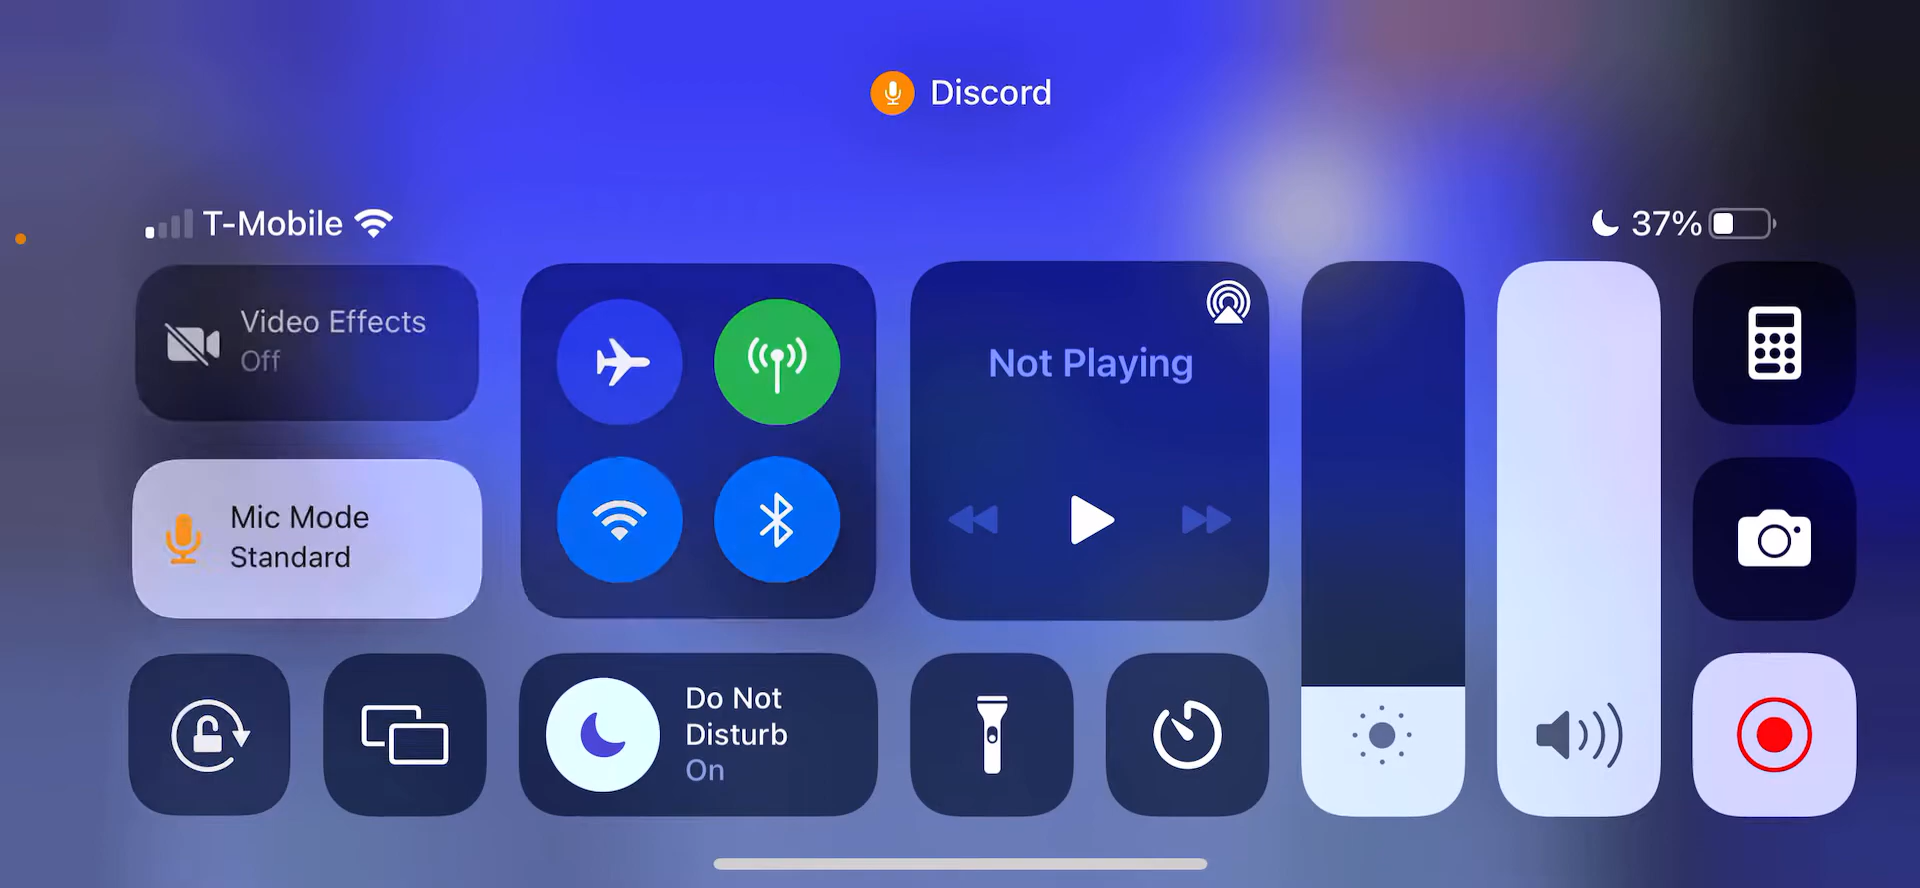 Discord
T-Mobile
37%
Video Effects
Off
Mic Mode
Standard
Not Playing
Do Not
Disturb
On